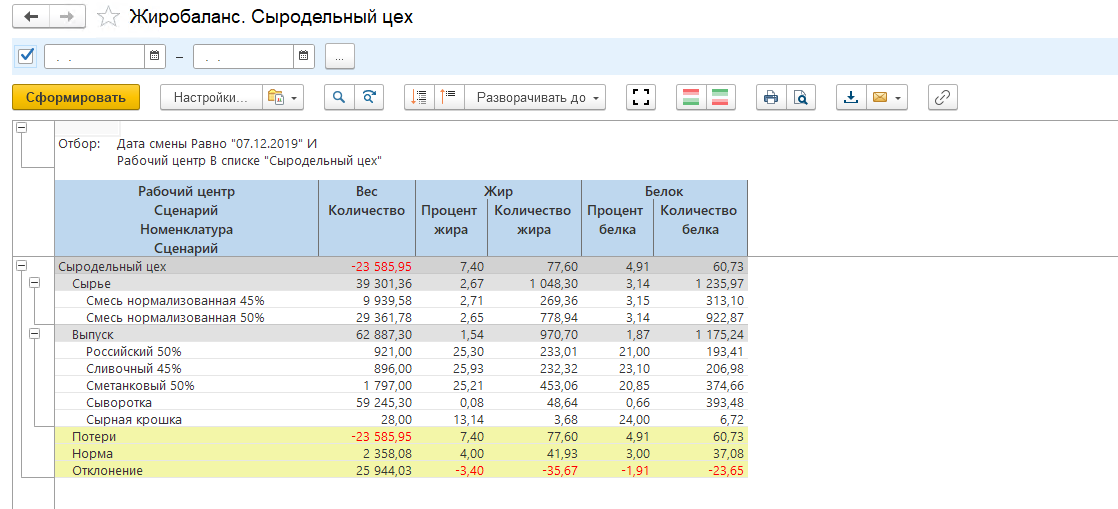 Жиробаланс. Сыродельный цех
. . – . . ...
Сформировать Настройки... Разворачивать до
Отбор: Дата смены Равно "07.12.2019" И
Рабочий центр В списке "Сыродельный цех"
Рабочий центр Вес Жир Белок
Сценарий Количество Процент Количество Процент Количество
Номенклатура жира жира белка белка
Сценарий
Сыродельный цех -23 585,95 7,40 77,60 4,91 60,73
Сырье 39 301,36 2,67 1 048,30 3,14 1 235,97
Смесь нормализованная 45% 9 939,58 2,71 269,36 3,15 313,10
Смесь нормализованная 50% 29 361,78 2,65 778,94 3,14 922,87
Выпуск 62 887,30 1,54 970,70 1,87 1 175,24
Российский 50% 921,00 25,30 233,01 21,00 193,41
Сливочный 45% 896,00 25,93 232,32 23,10 206,98
Сметанковый 50% 1 797,00 25,21 453,06 20,85 374,66
Сыворотка 59 245,30 0,08 48,64 0,66 393,48
Сырная крошка 28,00 13,14 3,68 24,00 6,72
Потери -23 585,95 7,40 77,60 4,91 60,73
Норма 2 358,08 4,00 41,93 3,00 37,08
Отклонение 25 944,03 -3,40 -35,67 -1,91 -23,65